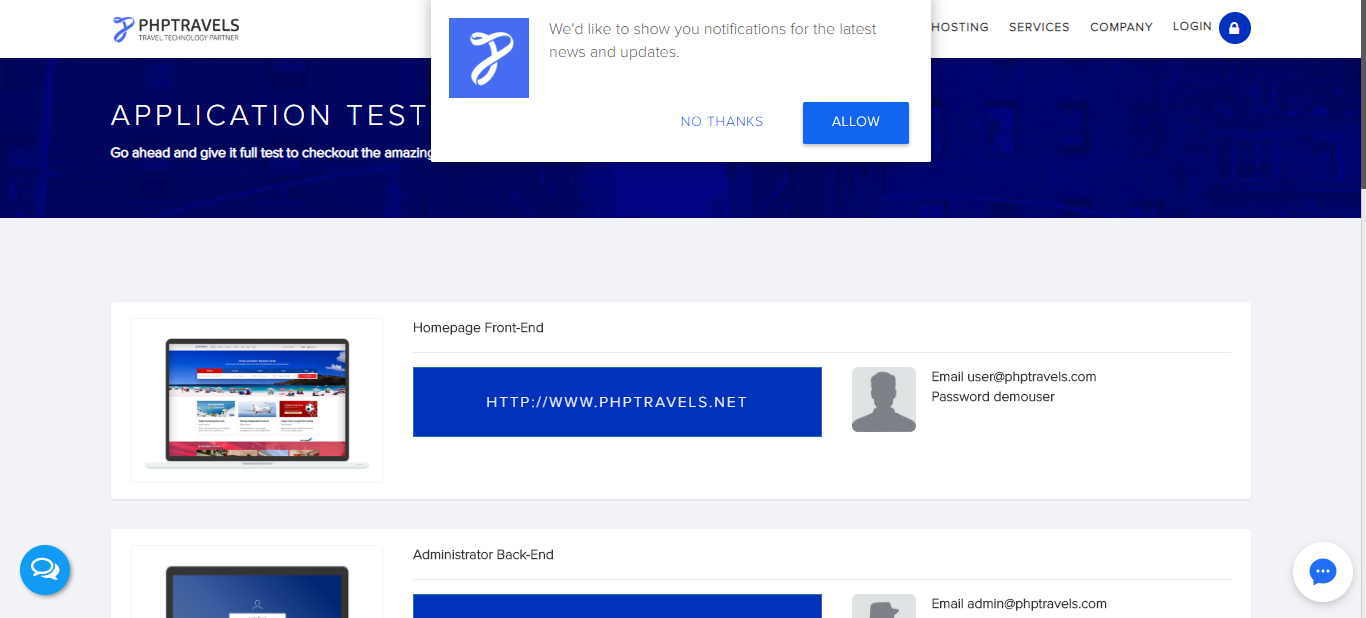 PHPTRAVELS
TRAVEL TECHNOLOGY PARTNER
We'd like to show you notifications for the latest
news and updates.
NO THANKS
ALLOW
HOSTING
SERVICES
COMPANY
LOGIN
APPLICATION TEST
Go ahead and give it full test to checkout the amazing
Homepage Front-End
HTTP://WWW.PHPTRAVELS.NET
Email user@phptravels.com
Password demouser
Administrator Back-End
Email admin@phptravels.com